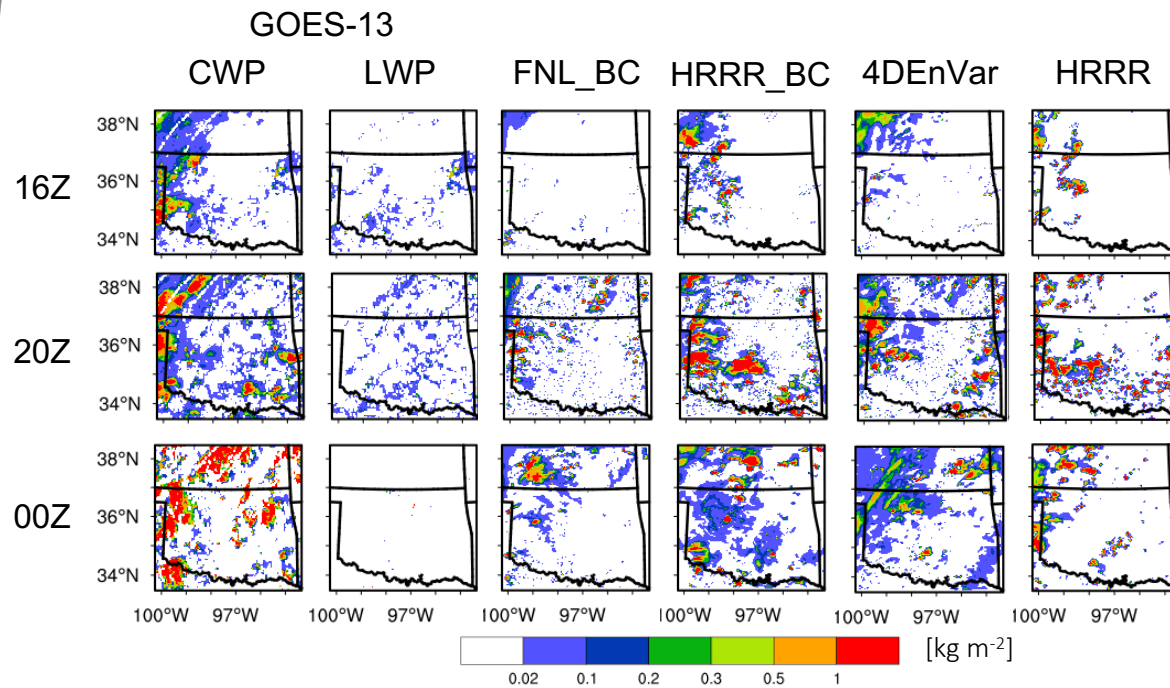 GOES-13
CWP LWP FNL_BC HRRR_BC 4DEnVar HRRR
38°N
16Z
36°N
34°N
38°N
20Z
36°N
34°N
38°N
00Z
36°N
34°N
100°W 97°W 100°W 97°W 100°W 97°W 100°W 97°W 100°W 97°W 100°W 97°W
[kg m⁻²]
0.02 0.1 0.2 0.3 0.5 1